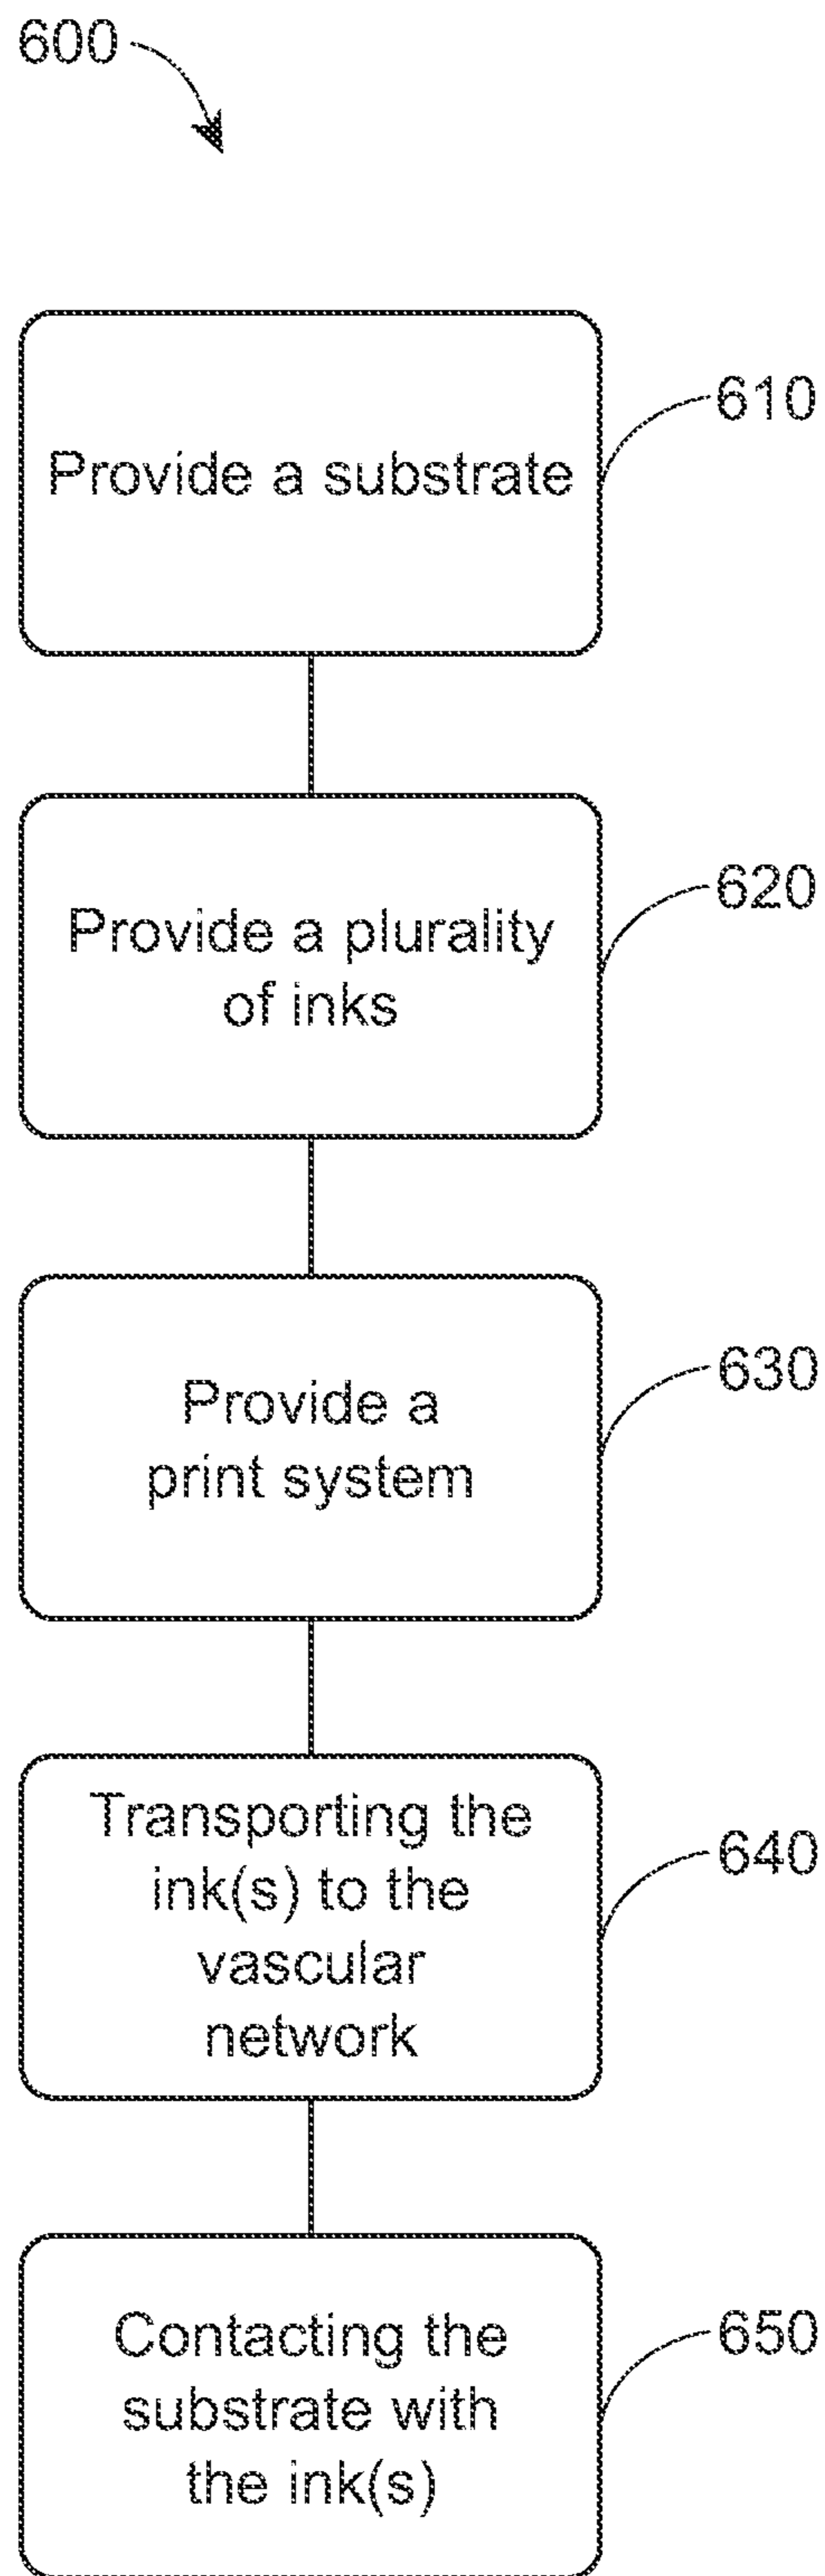 600
610
Provide a substrate
620
Provide a plurality
of inks
630
Provide a
print system
640
Transporting the
ink(s) to the
vascular
network
650
Contacting the
substrate with
the ink(s)